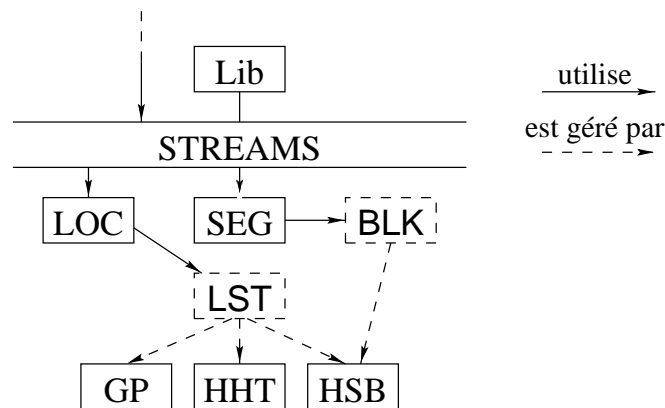 Lib
utilise
est géré par
STREAMS
LOC
SEG
BLK
LST
GP
HHT
HSB